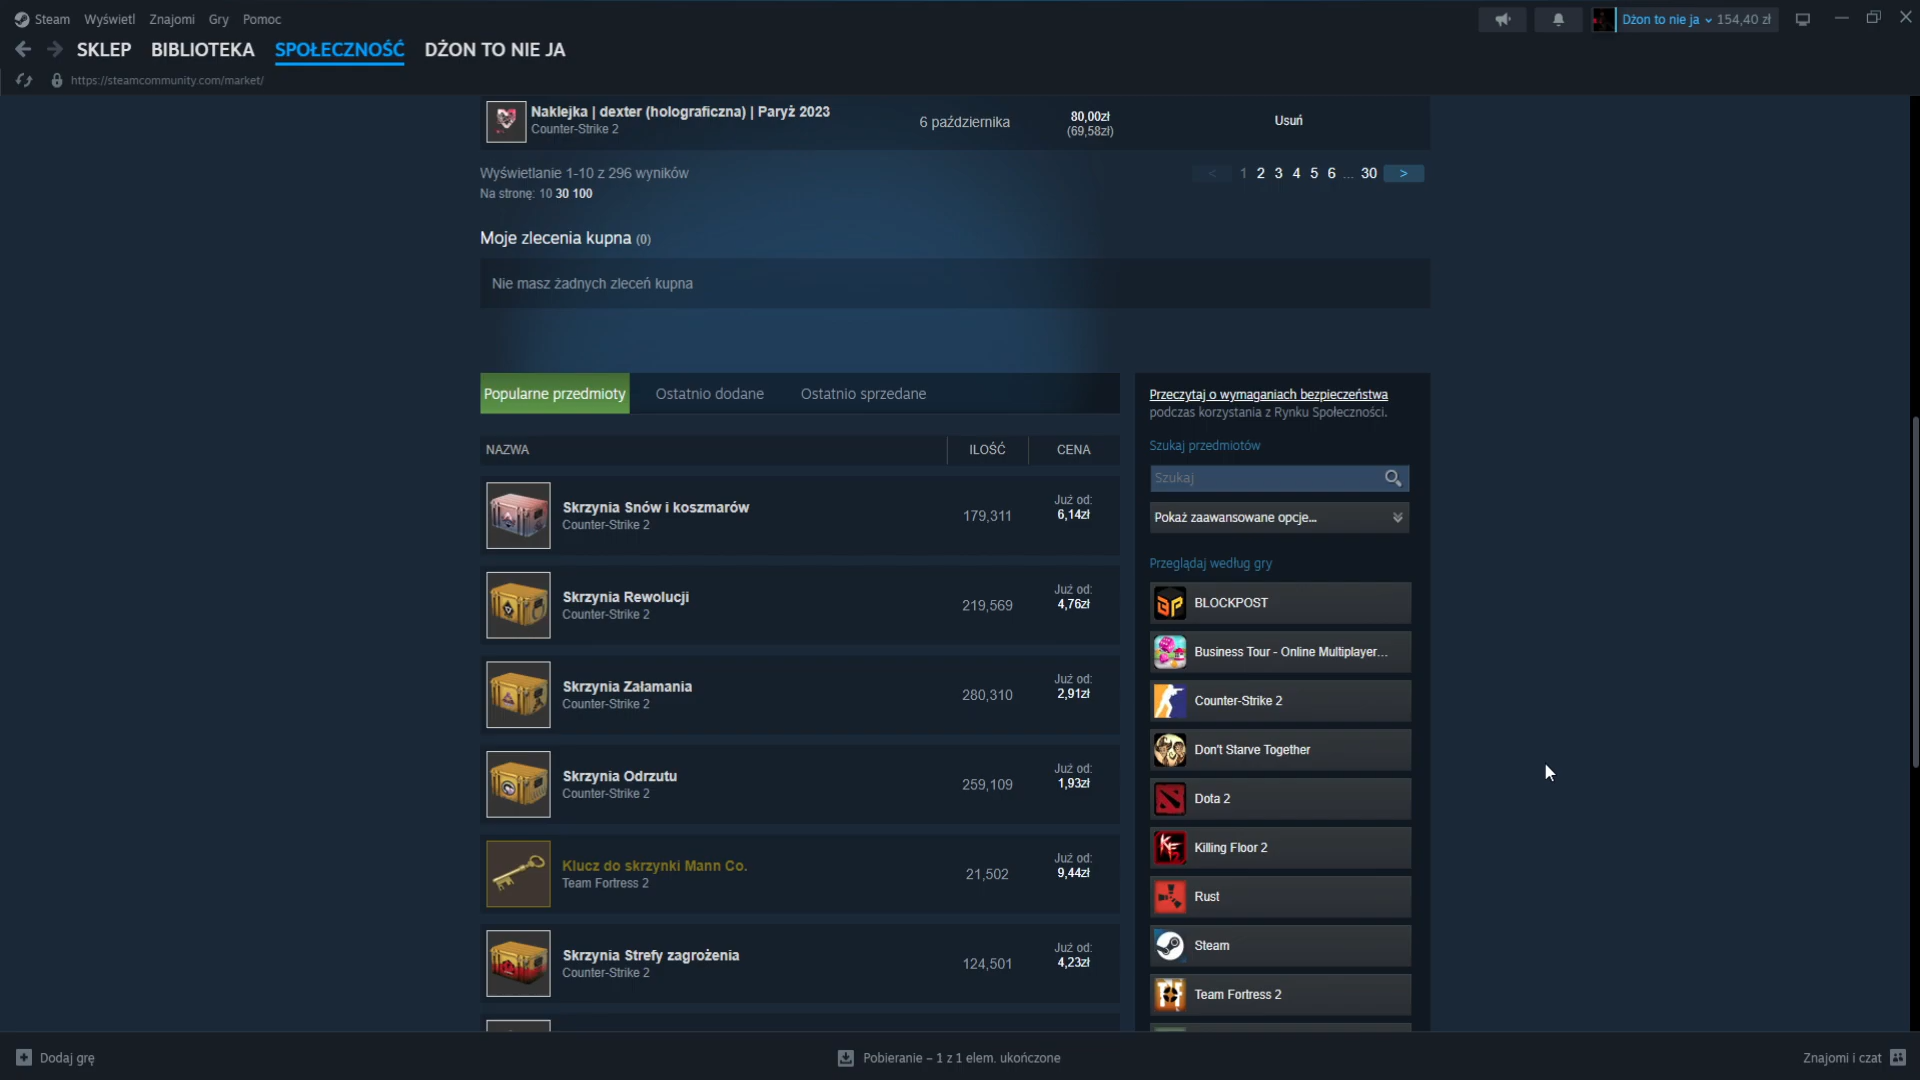 Steam Wyświetl Znajomi Gry Pomoc
Dżon to nie ja 154,40 zł
SKLEP BIBLIOTEKA SPOŁECZNOŚĆ DŻON TO NIE JA
https://steamcommunity.com/market/
Naklejka | dexter (holograficzna) | Paryż 2023
Counter-Strike 2
6 października
80,00zł
(69,58zł)
Usuń
Wyświetlanie 1-10 z 296 wyników
< 1 2 3 4 5 6 ... 30 >
Na stronę: 10 30 100
Moje zlecenia kupna (0)
Nie masz żadnych zleceń kupna
Popularne przedmioty Ostatnio dodane Ostatnio sprzedane
NAZWA ILOŚĆ CENA
Skrzynia Snów i koszmarów
Counter-Strike 2
179,311
Już od:
6,14zł
Skrzynia Rewolucji
Counter-Strike 2
219,569
Już od:
4,76zł
Skrzynia Załamania
Counter-Strike 2
280,310
Już od:
2,91zł
Skrzynia Odrzutu
Counter-Strike 2
259,109
Już od:
1,93zł
Klucz do skrzynki Mann Co.
Team Fortress 2
21,502
Już od:
9,44zł
Skrzynia Strefy zagrożenia
Counter-Strike 2
124,501
Już od:
4,23zł
Przeczytaj o wymaganiach bezpieczeństwa
podczas korzystania z Rynku Społeczności.
Szukaj przedmiotów
Szukaj
Pokaż zaawansowane opcje...
Przeglądaj według gry
BLOCKPOST
Business Tour - Online Multiplayer...
Counter-Strike 2
Don't Starve Together
Dota 2
Killing Floor 2
Rust
Steam
Team Fortress 2
Dodaj grę
Pobieranie – 1 z 1 elem. ukończone
Znajomi i czat